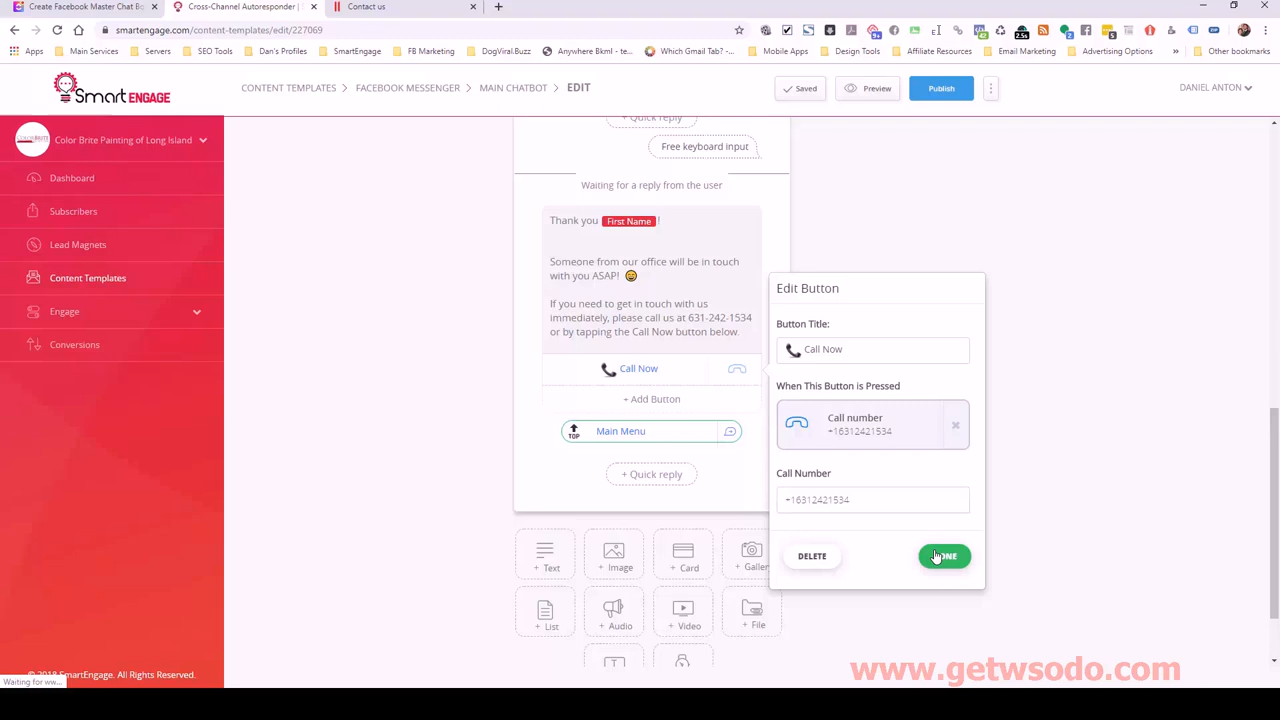 Create Facebook Master Chat Bo
Cross-Channel Autoresponder | S
Contact us
smartengage.com/content-templates/edit/227069
Apps
Main Services
Servers
SEO Tools
Dan's Profiles
SmartEngage
FB Marketing
DogViral.Buzz
Anywhere Bkml - te...
Which Gmail Tab? -...
Mobile Apps
Design Tools
Affiliate Resources
Email Marketing
Advertising Options
»
Other bookmarks
Smart ENGAGE
CONTENT TEMPLATES > FACEBOOK MESSENGER > MAIN CHATBOT > EDIT
Saved
Preview
Publish
DANIEL ANTON
Color Brite Painting of Long Island
Dashboard
Subscribers
Lead Magnets
Content Templates
Engage
Conversions
+ Quick reply
Free keyboard input
Waiting for a reply from the user
Thank you First Name !
Someone from our office will be in touch
with you ASAP! 😄
If you need to get in touch with us
immediately, please call us at 631-242-1534
or by tapping the Call Now button below.
📞 Call Now
+ Add Button
TOP Main Menu
+ Quick reply
+ Text
+ Image
+ Card
+ Galler
+ List
+ Audio
+ Video
+ File
Edit Button
Button Title:
📞 Call Now
When This Button is Pressed
Call number
+16312421534
Call Number
+16312421534
DELETE
DONE
© 2018 SmartEngage. All Rights Reserved.
Waiting for ww...
www.getwsodo.com